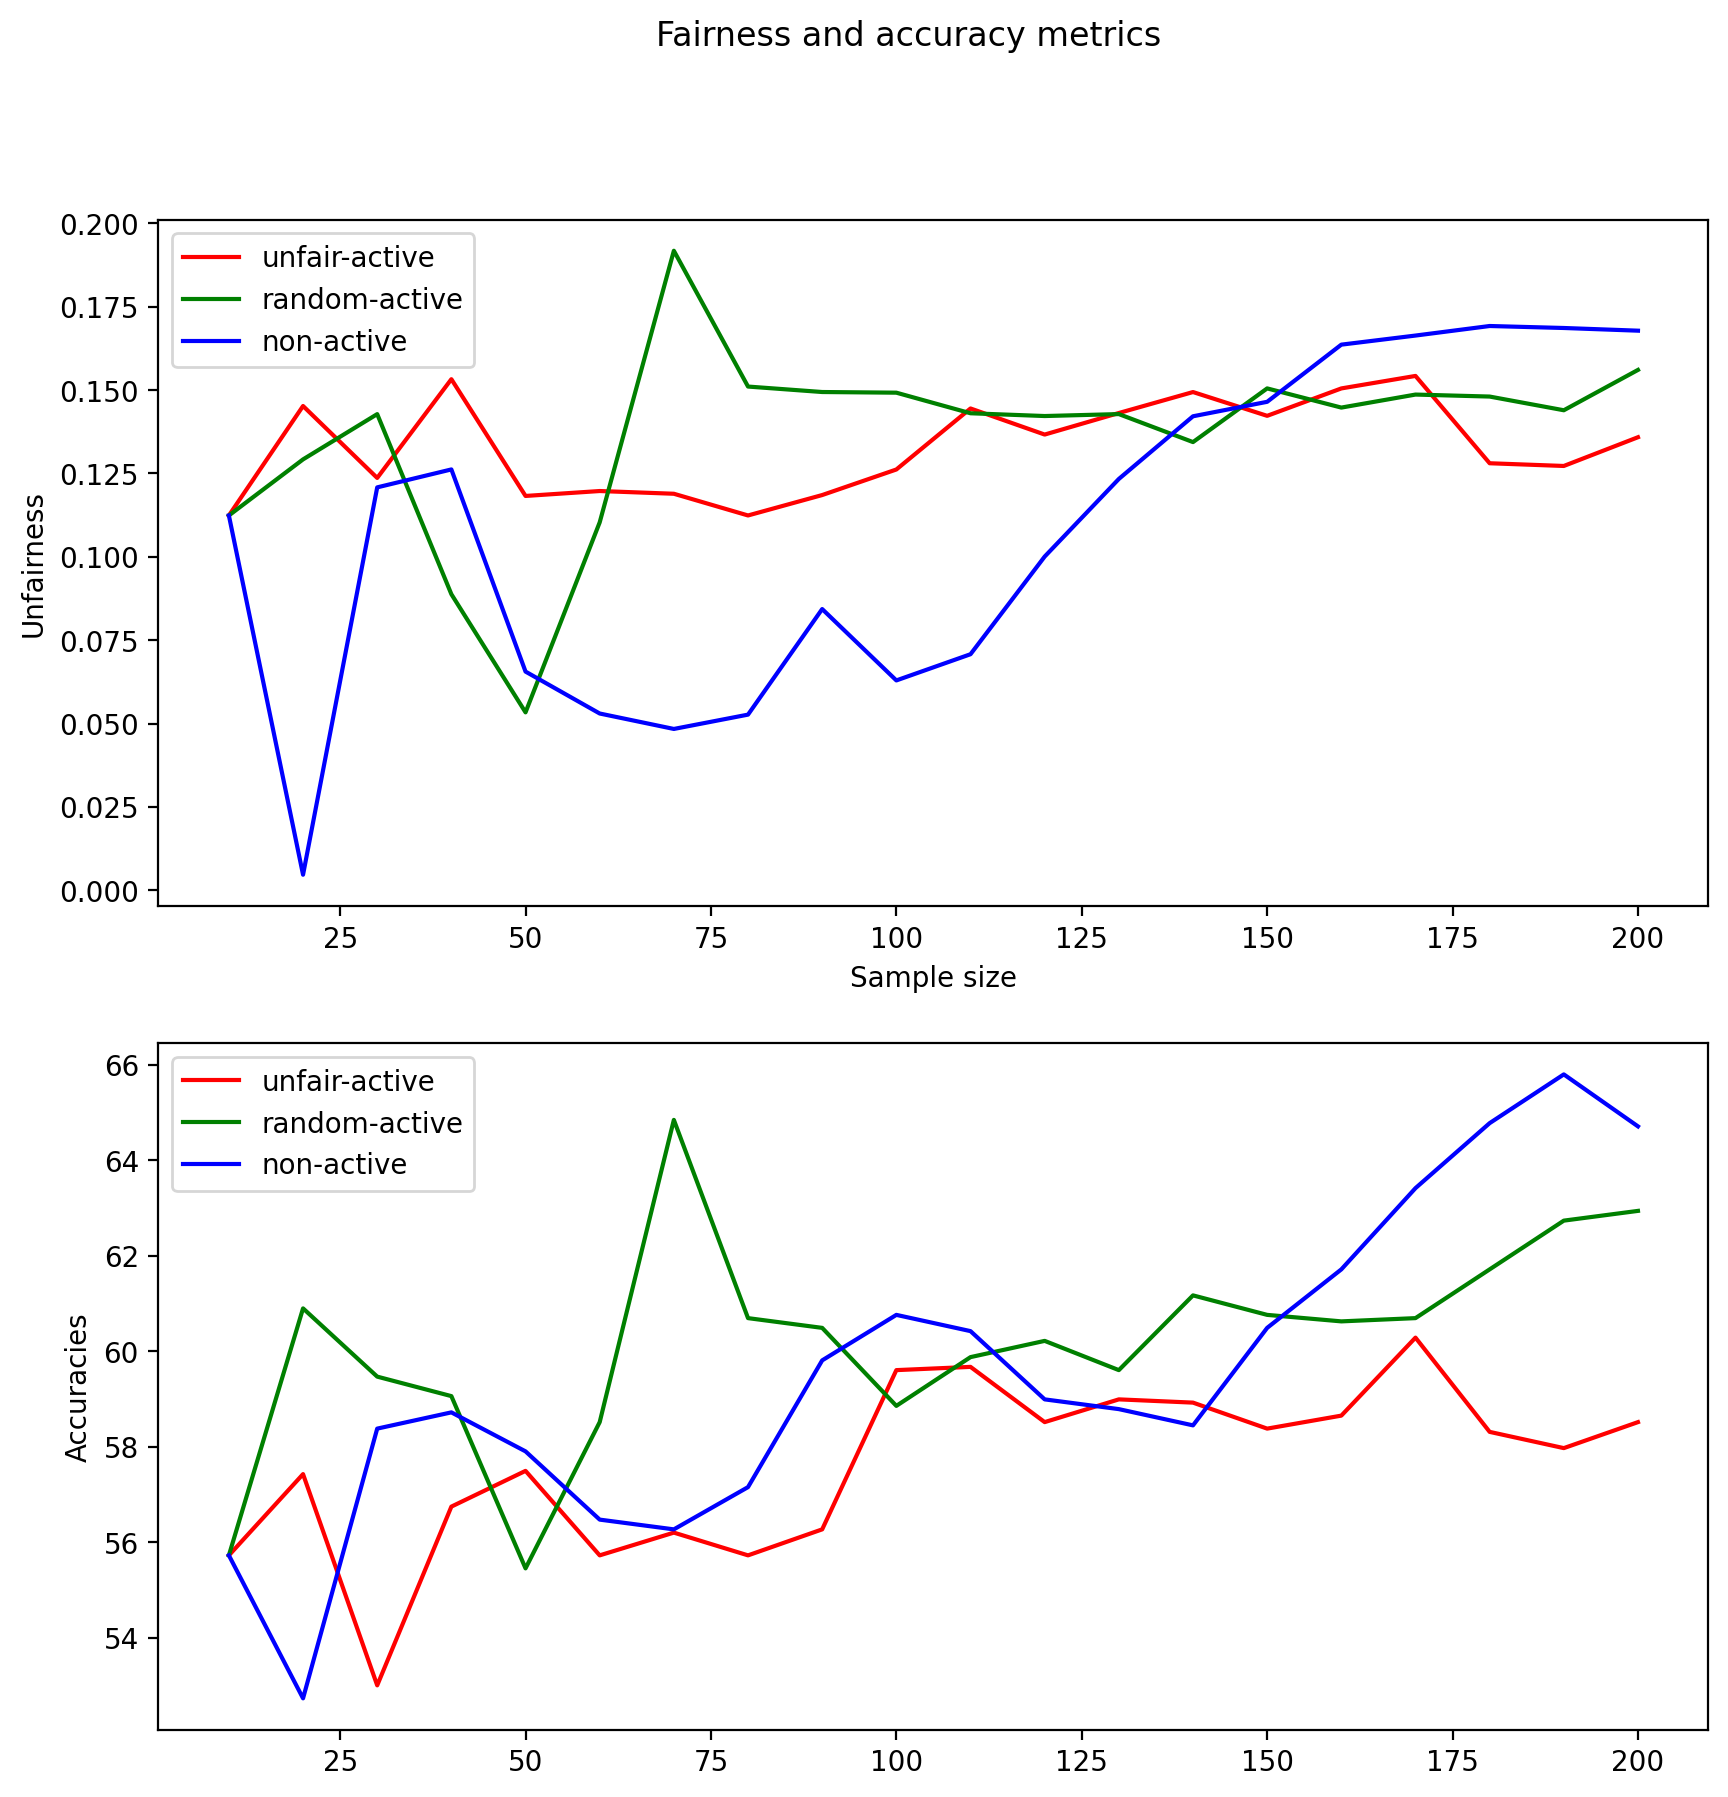 Fairness and accuracy metrics
0.200
0.175
0.150
0.125
0.100
0.075
0.050
0.025
0.000
Unfairness
unfair-active
random-active
non-active
25 50 75 100 125 150 175 200
Sample size
66
64
62
60
58
56
54
Accuracies
unfair-active
random-active
non-active
25 50 75 100 125 150 175 200